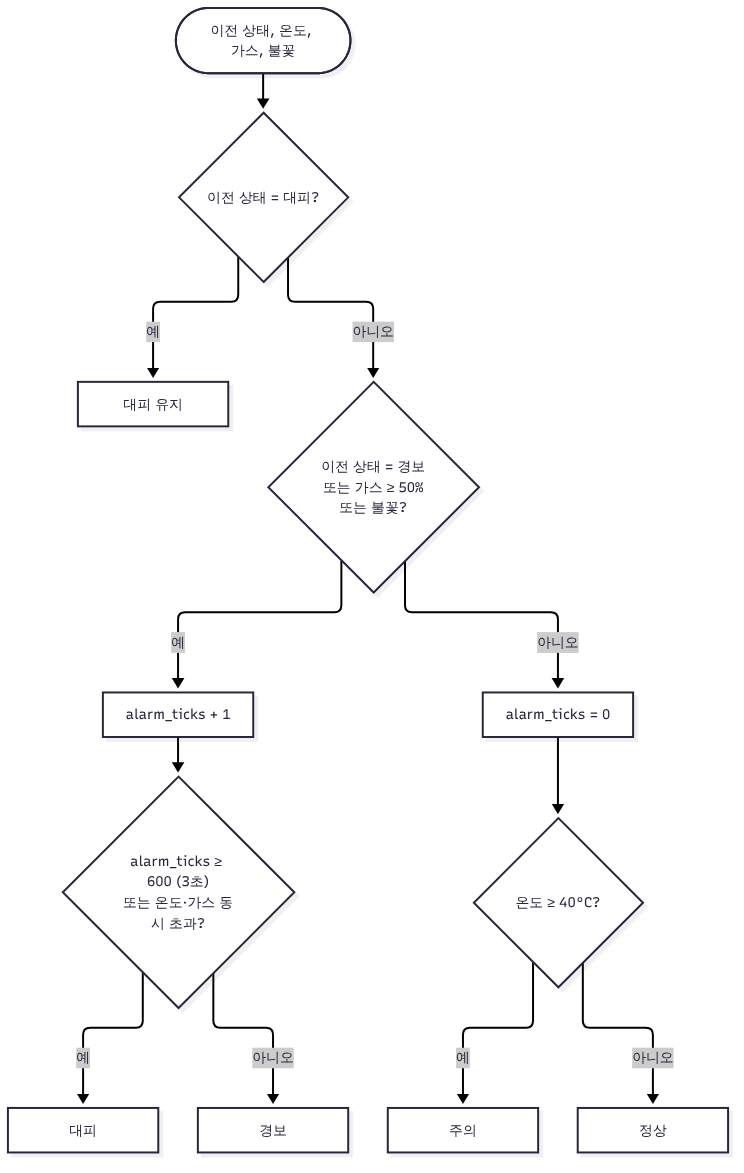 이전 상태, 온도,
가스, 불꽃
이전 상태 = 대피?
예
아니오
대피 유지
이전 상태 = 경보
또는 가스 ≥ 50%
또는 불꽃?
예
아니오
alarm_ticks + 1
alarm_ticks = 0
alarm_ticks ≥
600 (3초)
또는 온도·가스 동
시 초과?
온도 ≥ 40°C?
예
아니오
예
아니오
대피
경보
주의
정상